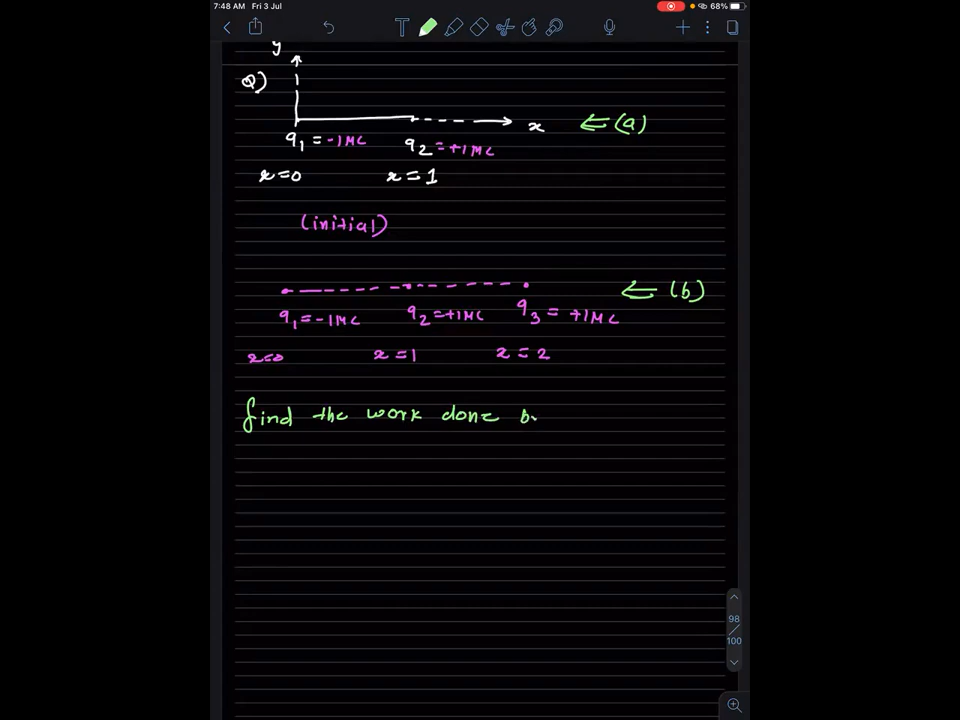 7:48 AM Fri 3 Jul
68%
y
Q)
x
⇐ (a)
q1 = -1MC
q2 = +1MC
x=0
x = 1
(initial)
⇐ (b)
q1 = -1MC
q2 = +1MC
q3 = +1MC
x=0
x = 1
x = 2
find the work done
98
100